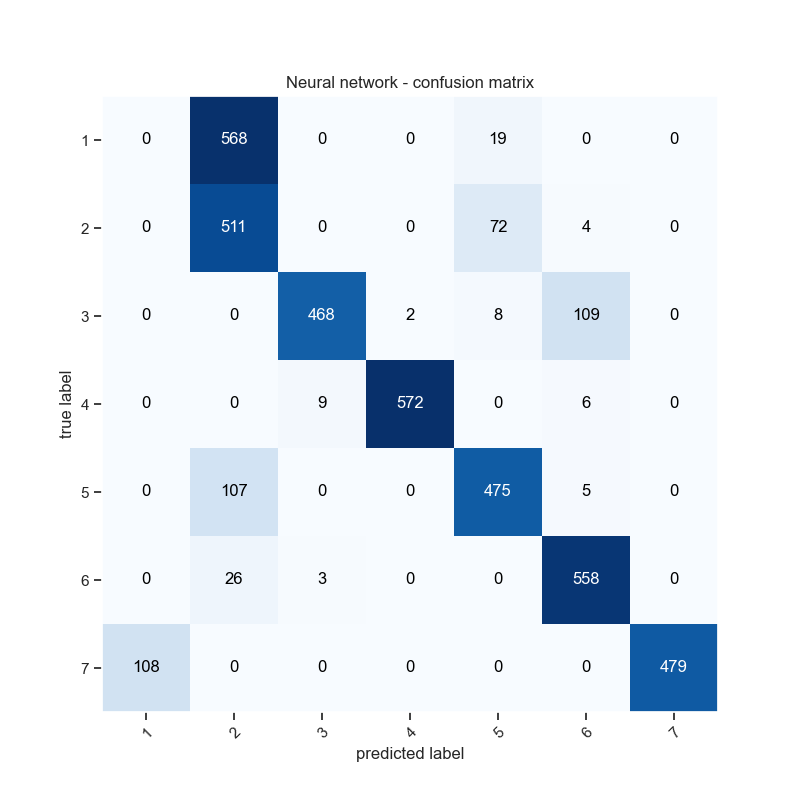 Neural network - confusion matrix
1 0 568 0 0 19 0 0
2 0 511 0 0 72 4 0
3 0 0 468 2 8 109 0
true label
4 0 0 9 572 0 6 0
5 0 107 0 0 475 5 0
6 0 26 3 0 0 558 0
7 108 0 0 0 0 0 479
1 2 3 4 5 6 7
predicted label